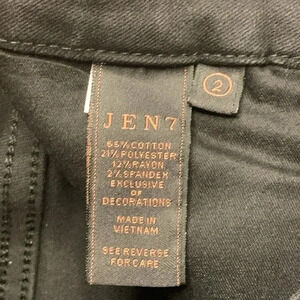 JEN7
2
65% COTTON
21% POLYESTER
12% RAYON
2% SPANDEX
EXCLUSIVE
OF
DECORATIONS
MADE IN
VIETNAM
SEE REVERSE
FOR CARE